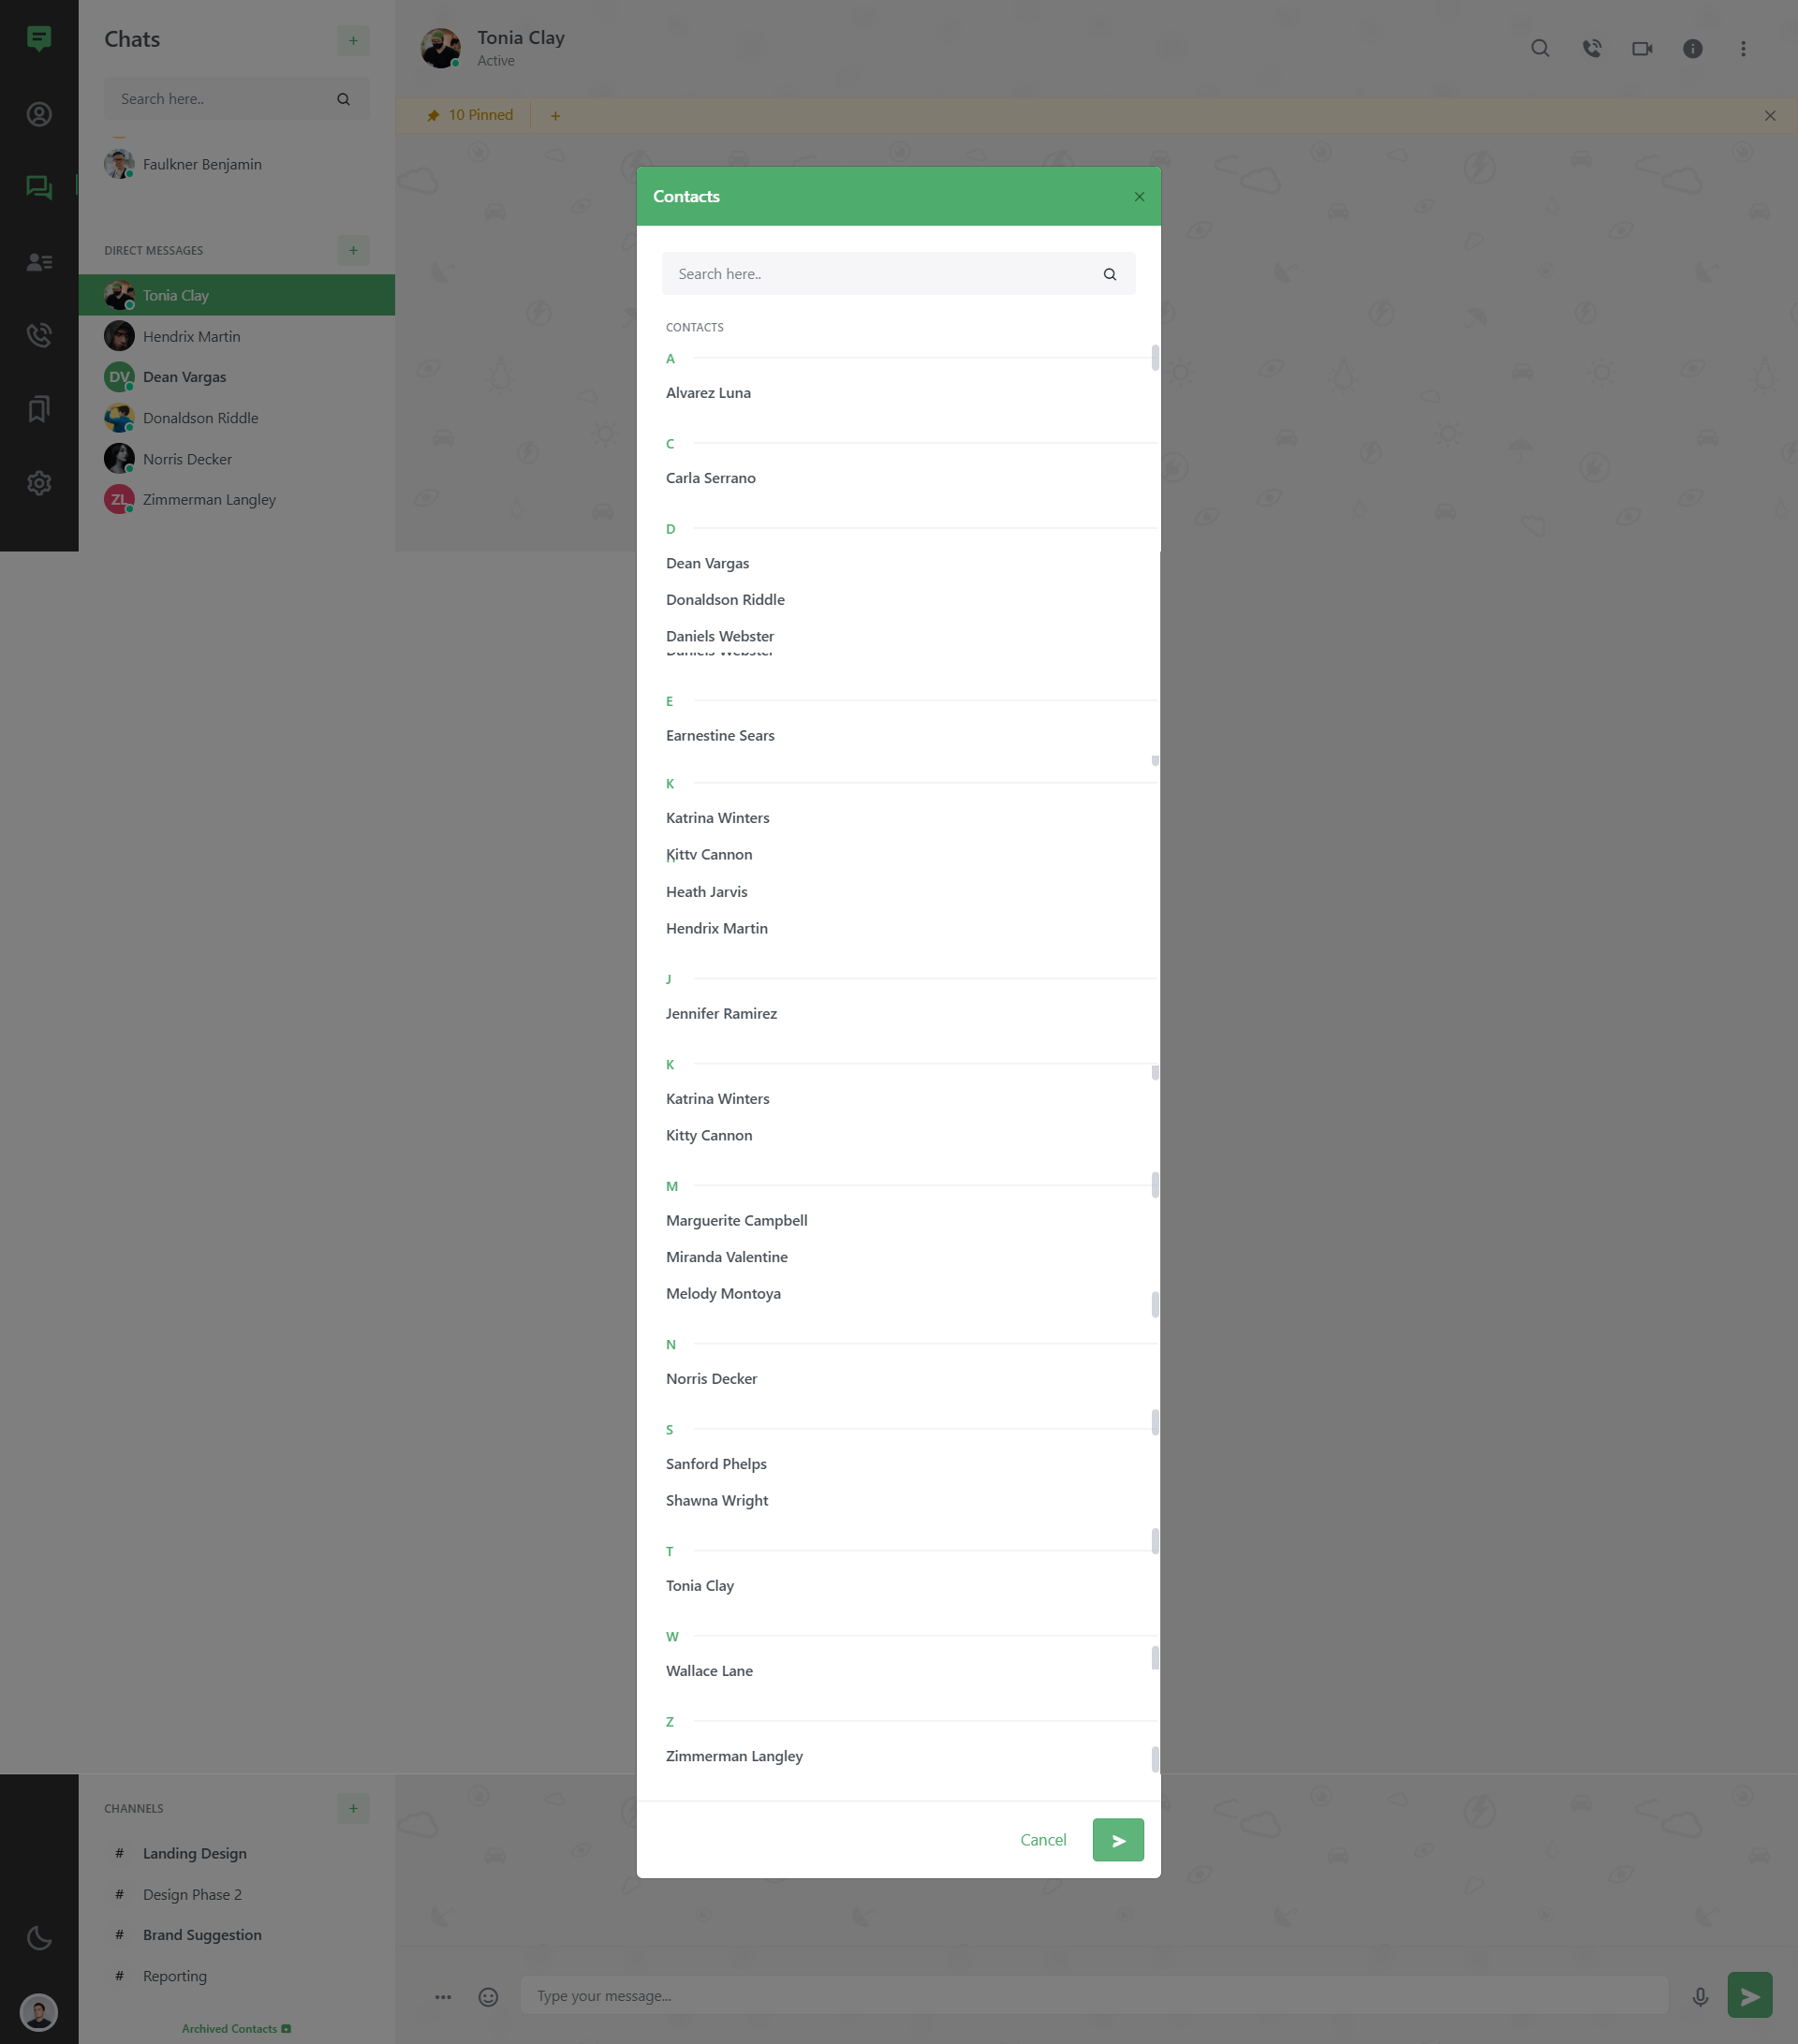 Chats
+
Search here..
Faulkner Benjamin
DIRECT MESSAGES
+
Tonia Clay
Hendrix Martin
DV
Dean Vargas
Donaldson Riddle
Norris Decker
ZL
Zimmerman Langley
Tonia Clay
Active
10 Pinned
+
Contacts
Search here..
CONTACTS
A
Alvarez Luna
C
Carla Serrano
D
Dean Vargas
Donaldson Riddle
Daniels Webster
Daniels Webster
E
Earnestine Sears
K
Katrina Winters
Kitty Cannon
Heath Jarvis
Hendrix Martin
J
Jennifer Ramirez
K
Katrina Winters
Kitty Cannon
M
Marguerite Campbell
Miranda Valentine
Melody Montoya
N
Norris Decker
S
Sanford Phelps
Shawna Wright
T
Tonia Clay
W
Wallace Lane
Z
Zimmerman Langley
Cancel
CHANNELS
+
# Landing Design
# Design Phase 2
# Brand Suggestion
# Reporting
Archived Contacts
Type your message...